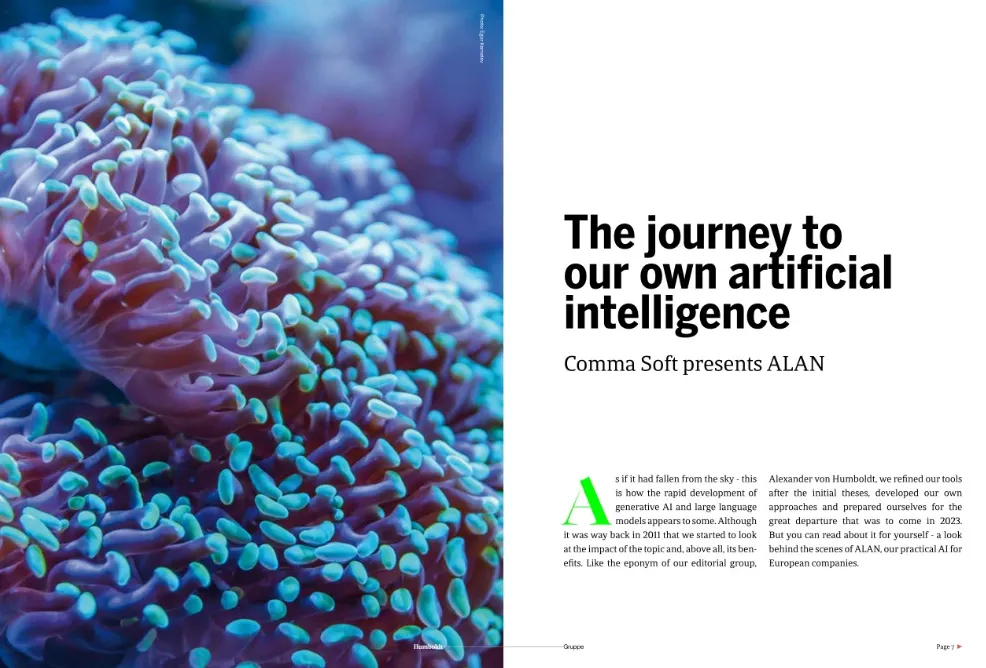 Photo: Egor Kamelev
The journey to
our own artificial
intelligence
Comma Soft presents ALAN
As if it had fallen from the sky - this
is how the rapid development of
generative AI and large language
models appears to some. Although
it was way back in 2011 that we started to look
at the impact of the topic and, above all, its ben-
efits. Like the eponym of our editorial group,
Alexander von Humboldt, we refined our tools
after the initial theses, developed our own
approaches and prepared ourselves for the
great departure that was to come in 2023.
But you can read about it for yourself - a look
behind the scenes of ALAN, our practical AI for
European companies.
Humboldt
Gruppe
Page 7